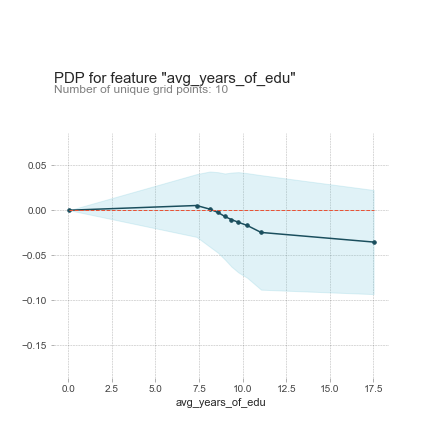 PDP for feature "avg_years_of_edu"
Number of unique grid points: 10
0.05
0.00
−0.05
−0.10
−0.15
0.0 2.5 5.0 7.5 10.0 12.5 15.0 17.5
avg_years_of_edu